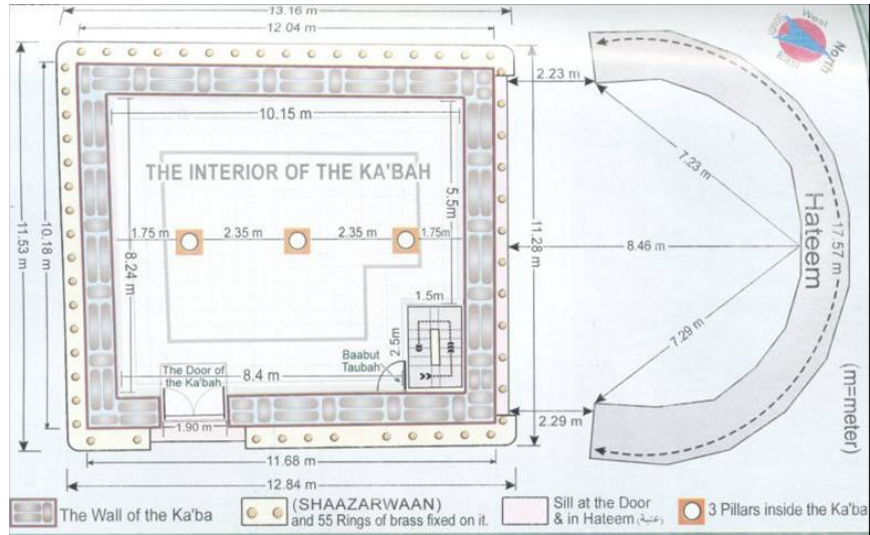 13.16 m
12.04 m
West
South
North
East
2.23 m
10.15 m
THE INTERIOR OF THE KA'BAH
5.5m
7.23 m
Hateem
17.57 m
11.53 m
10.18 m
1.75 m
2.35 m
2.35 m
1.75m
11.28 m
8.46 m
8.24 m
1.5m
2.5m
Baabut
Taubah
7.29 m
The Door of
the Ka'bah
8.4 m
1.90 m
2.29 m
(m=meter)
11.68 m
12.84 m
The Wall of the Ka'ba
(SHAAZARWAAN)
and 55 Rings of brass fixed on it.
Sill at the Door
& in Hateem (عتبة)
3 Pillars inside the Ka'ba